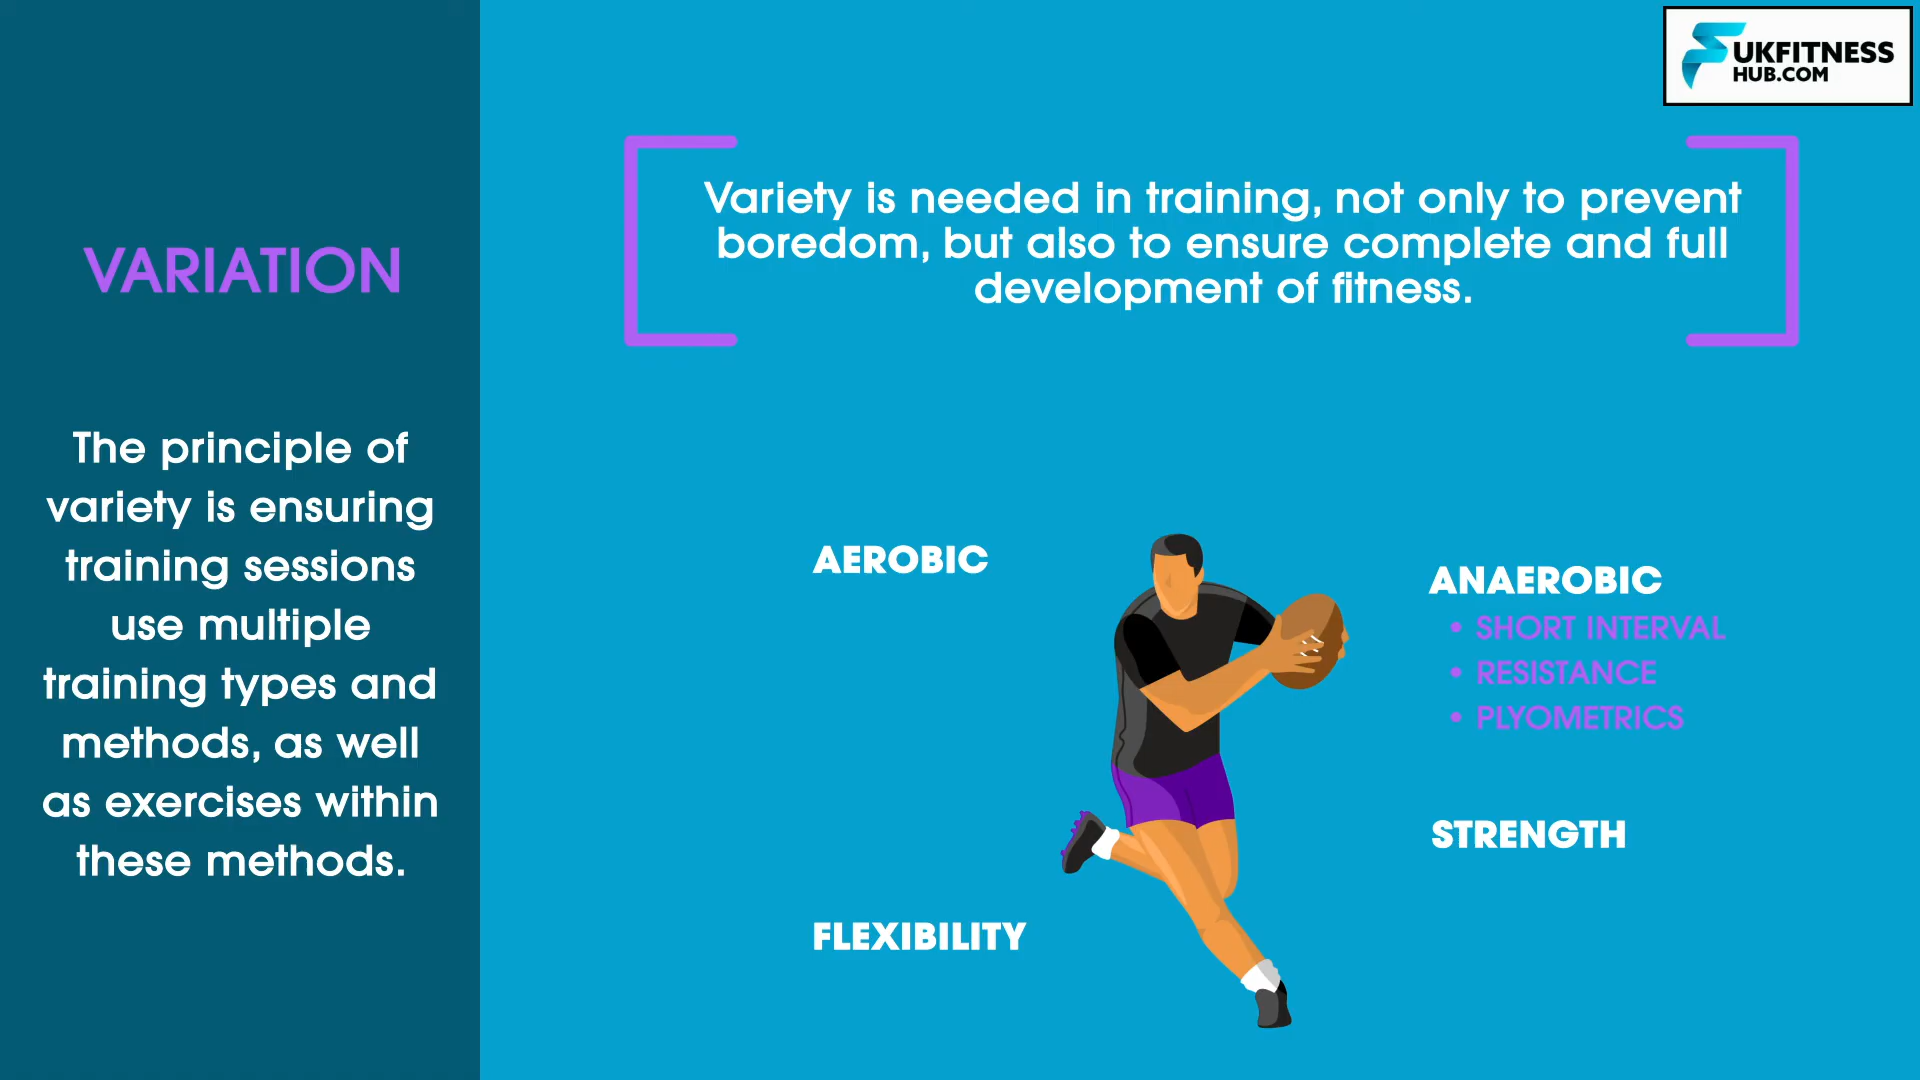 UKFITNESS
HUB.COM
VARIATION
The principle of
variety is ensuring
training sessions
use multiple
training types and
methods, as well
as exercises within
these methods.
Variety is needed in training, not only to prevent
boredom, but also to ensure complete and full
development of fitness.
AEROBIC
ANAEROBIC
• SHORT INTERVAL
• RESISTANCE
• PLYOMETRICS
STRENGTH
FLEXIBILITY